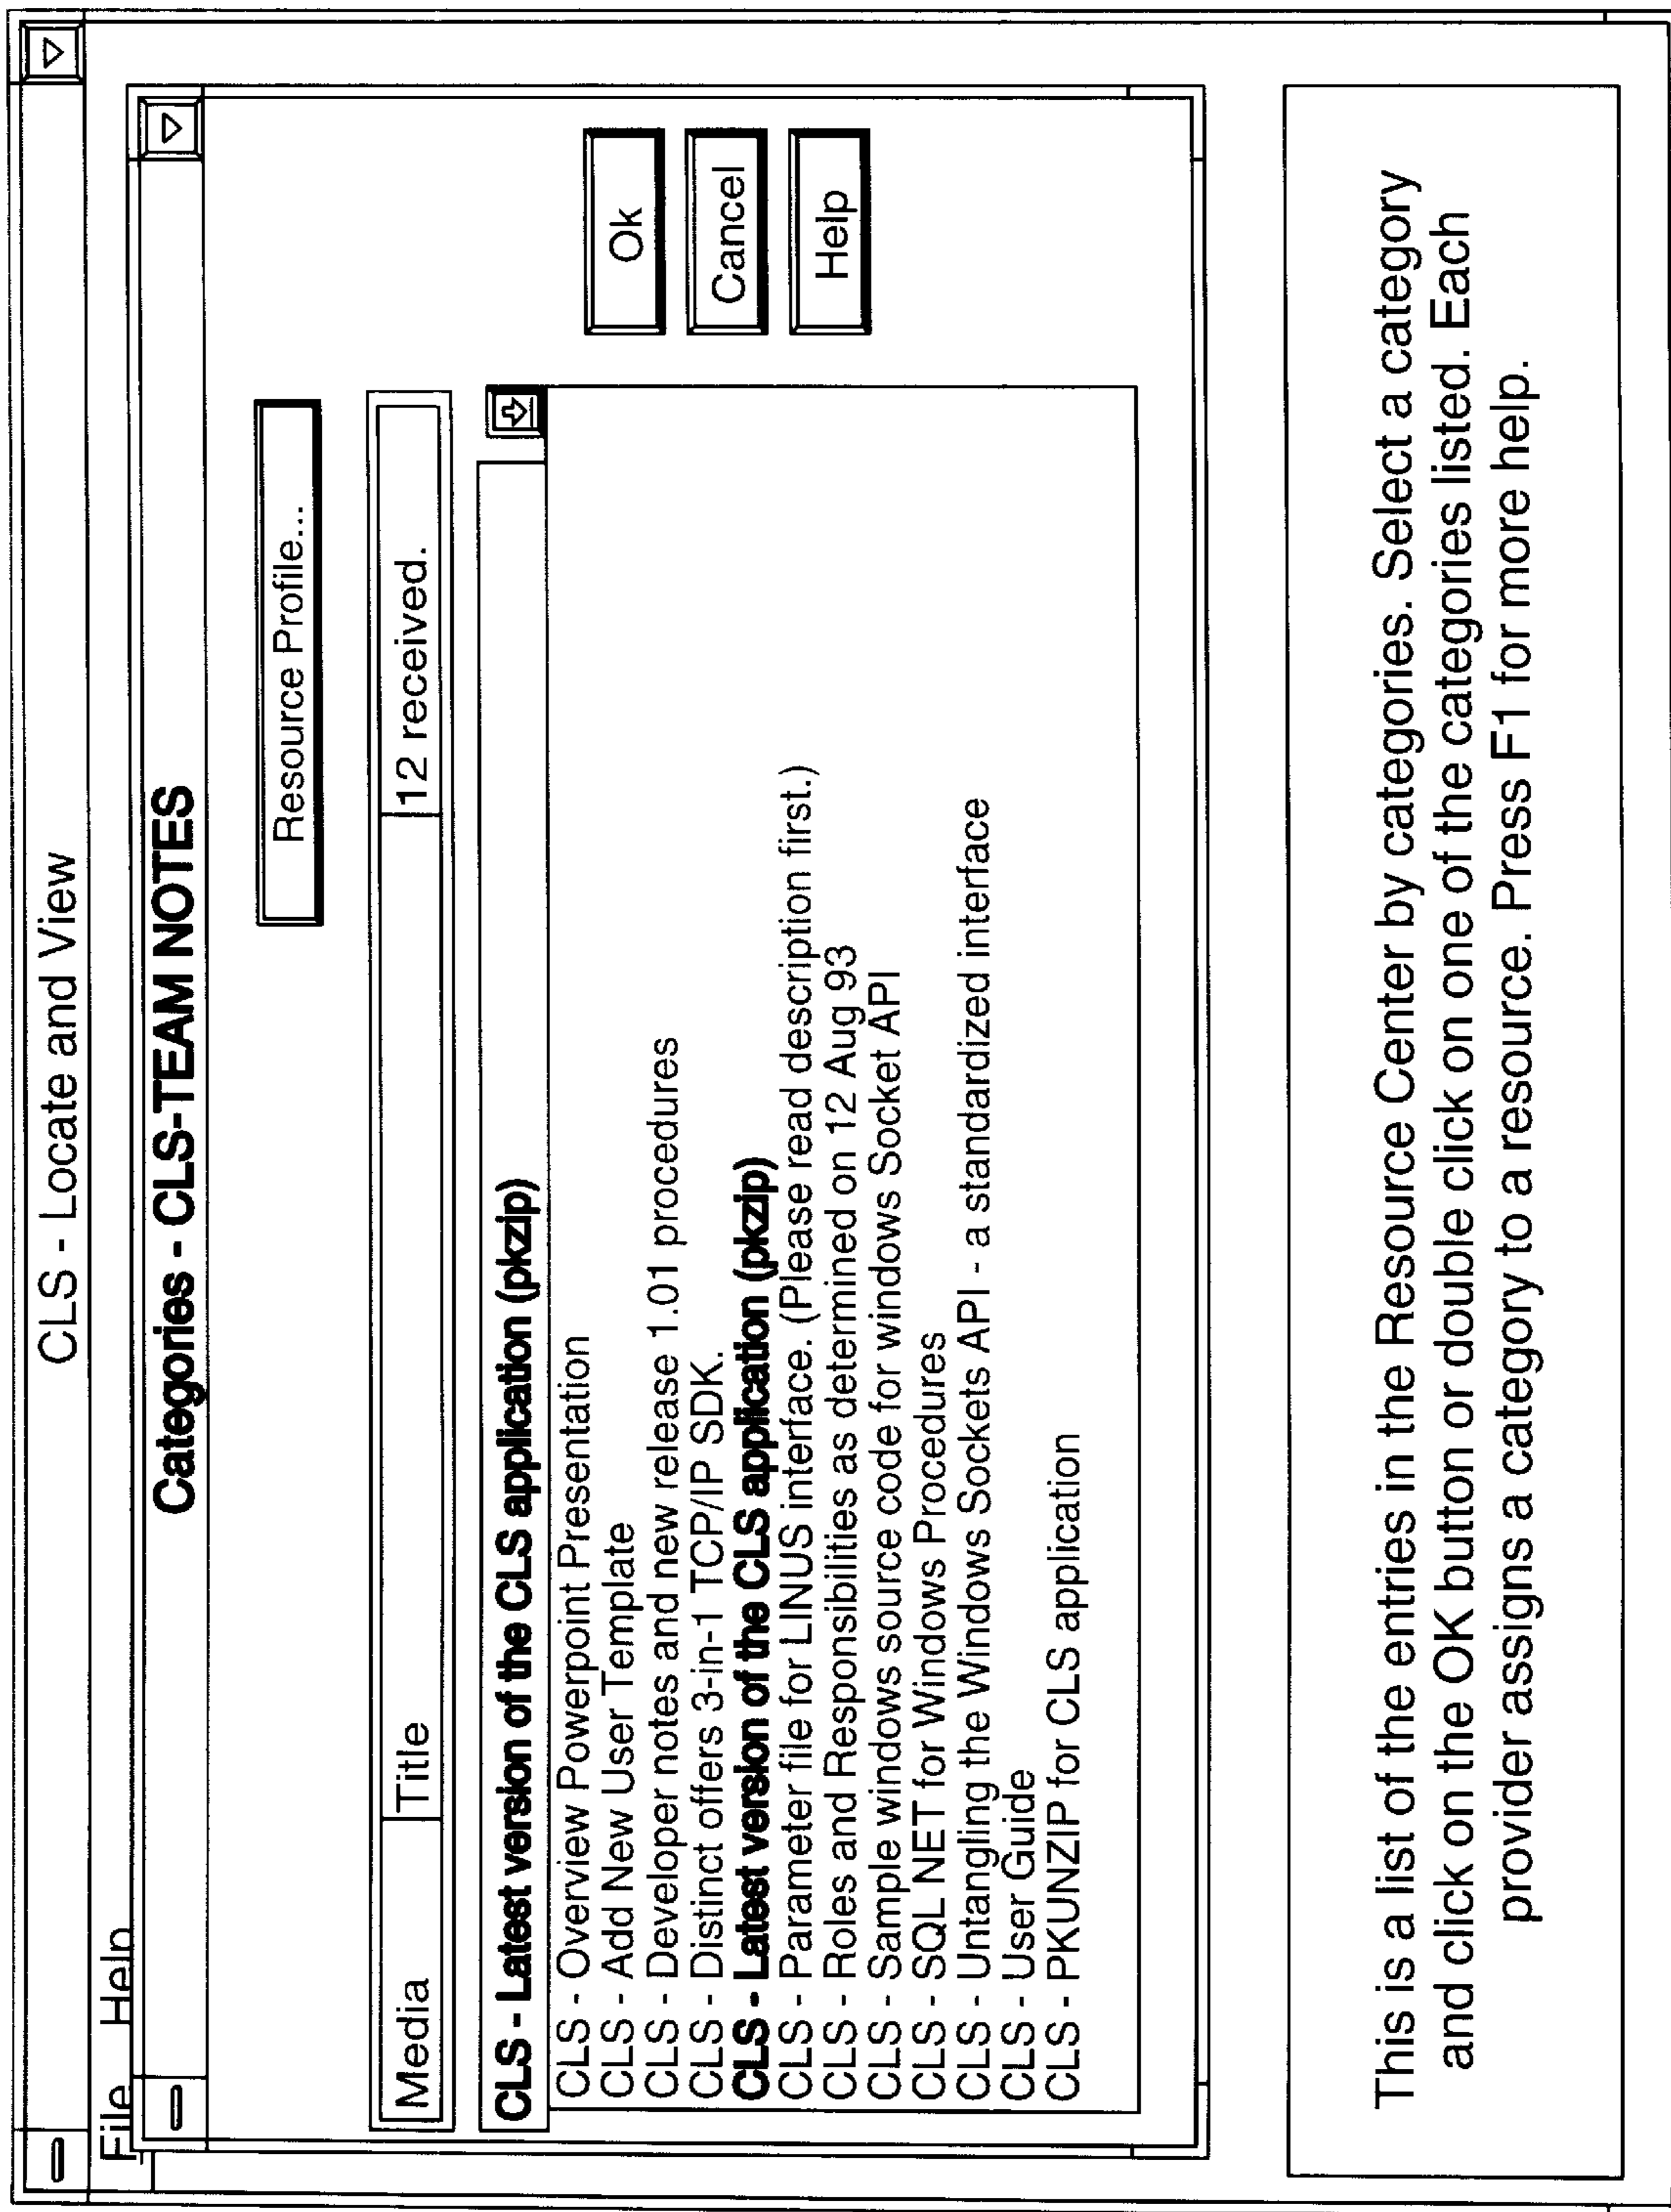 CLS - Locate and View
File Help
Categories - CLS-TEAM NOTES
Resource Profile...
Media Title 12 received.
CLS - Latest version of the CLS application (pkzip)
CLS - Overview Powerpoint Presentation
CLS - Add New User Template
CLS - Developer notes and new release 1.01 procedures
CLS - Distinct offers 3-in-1 TCP/IP SDK.
CLS - Latest version of the CLS application (pkzip)
CLS - Parameter file for LINUS interface. (Please read description first.)
CLS - Roles and Responsibilities as determined on 12 Aug 93
CLS - Sample windows source code for windows Socket API
CLS - SQL NET for Windows Procedures
CLS - Untangling the Windows Sockets API - a standardized interface
CLS - User Guide
CLS - PKUNZIP for CLS application
Ok
Cancel
Help
This is a list of the entries in the Resource Center by categories. Select a category
and click on the OK button or double click on one of the categories listed. Each
provider assigns a category to a resource. Press F1 for more help.